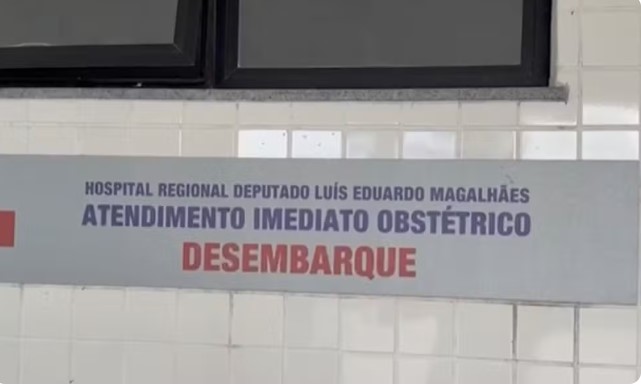 HOSPITAL REGIONAL DEPUTADO LUÍS EDUARDO MAGALHÃES
ATENDIMENTO IMEDIATO OBSTÉTRICO
DESEMBARQUE